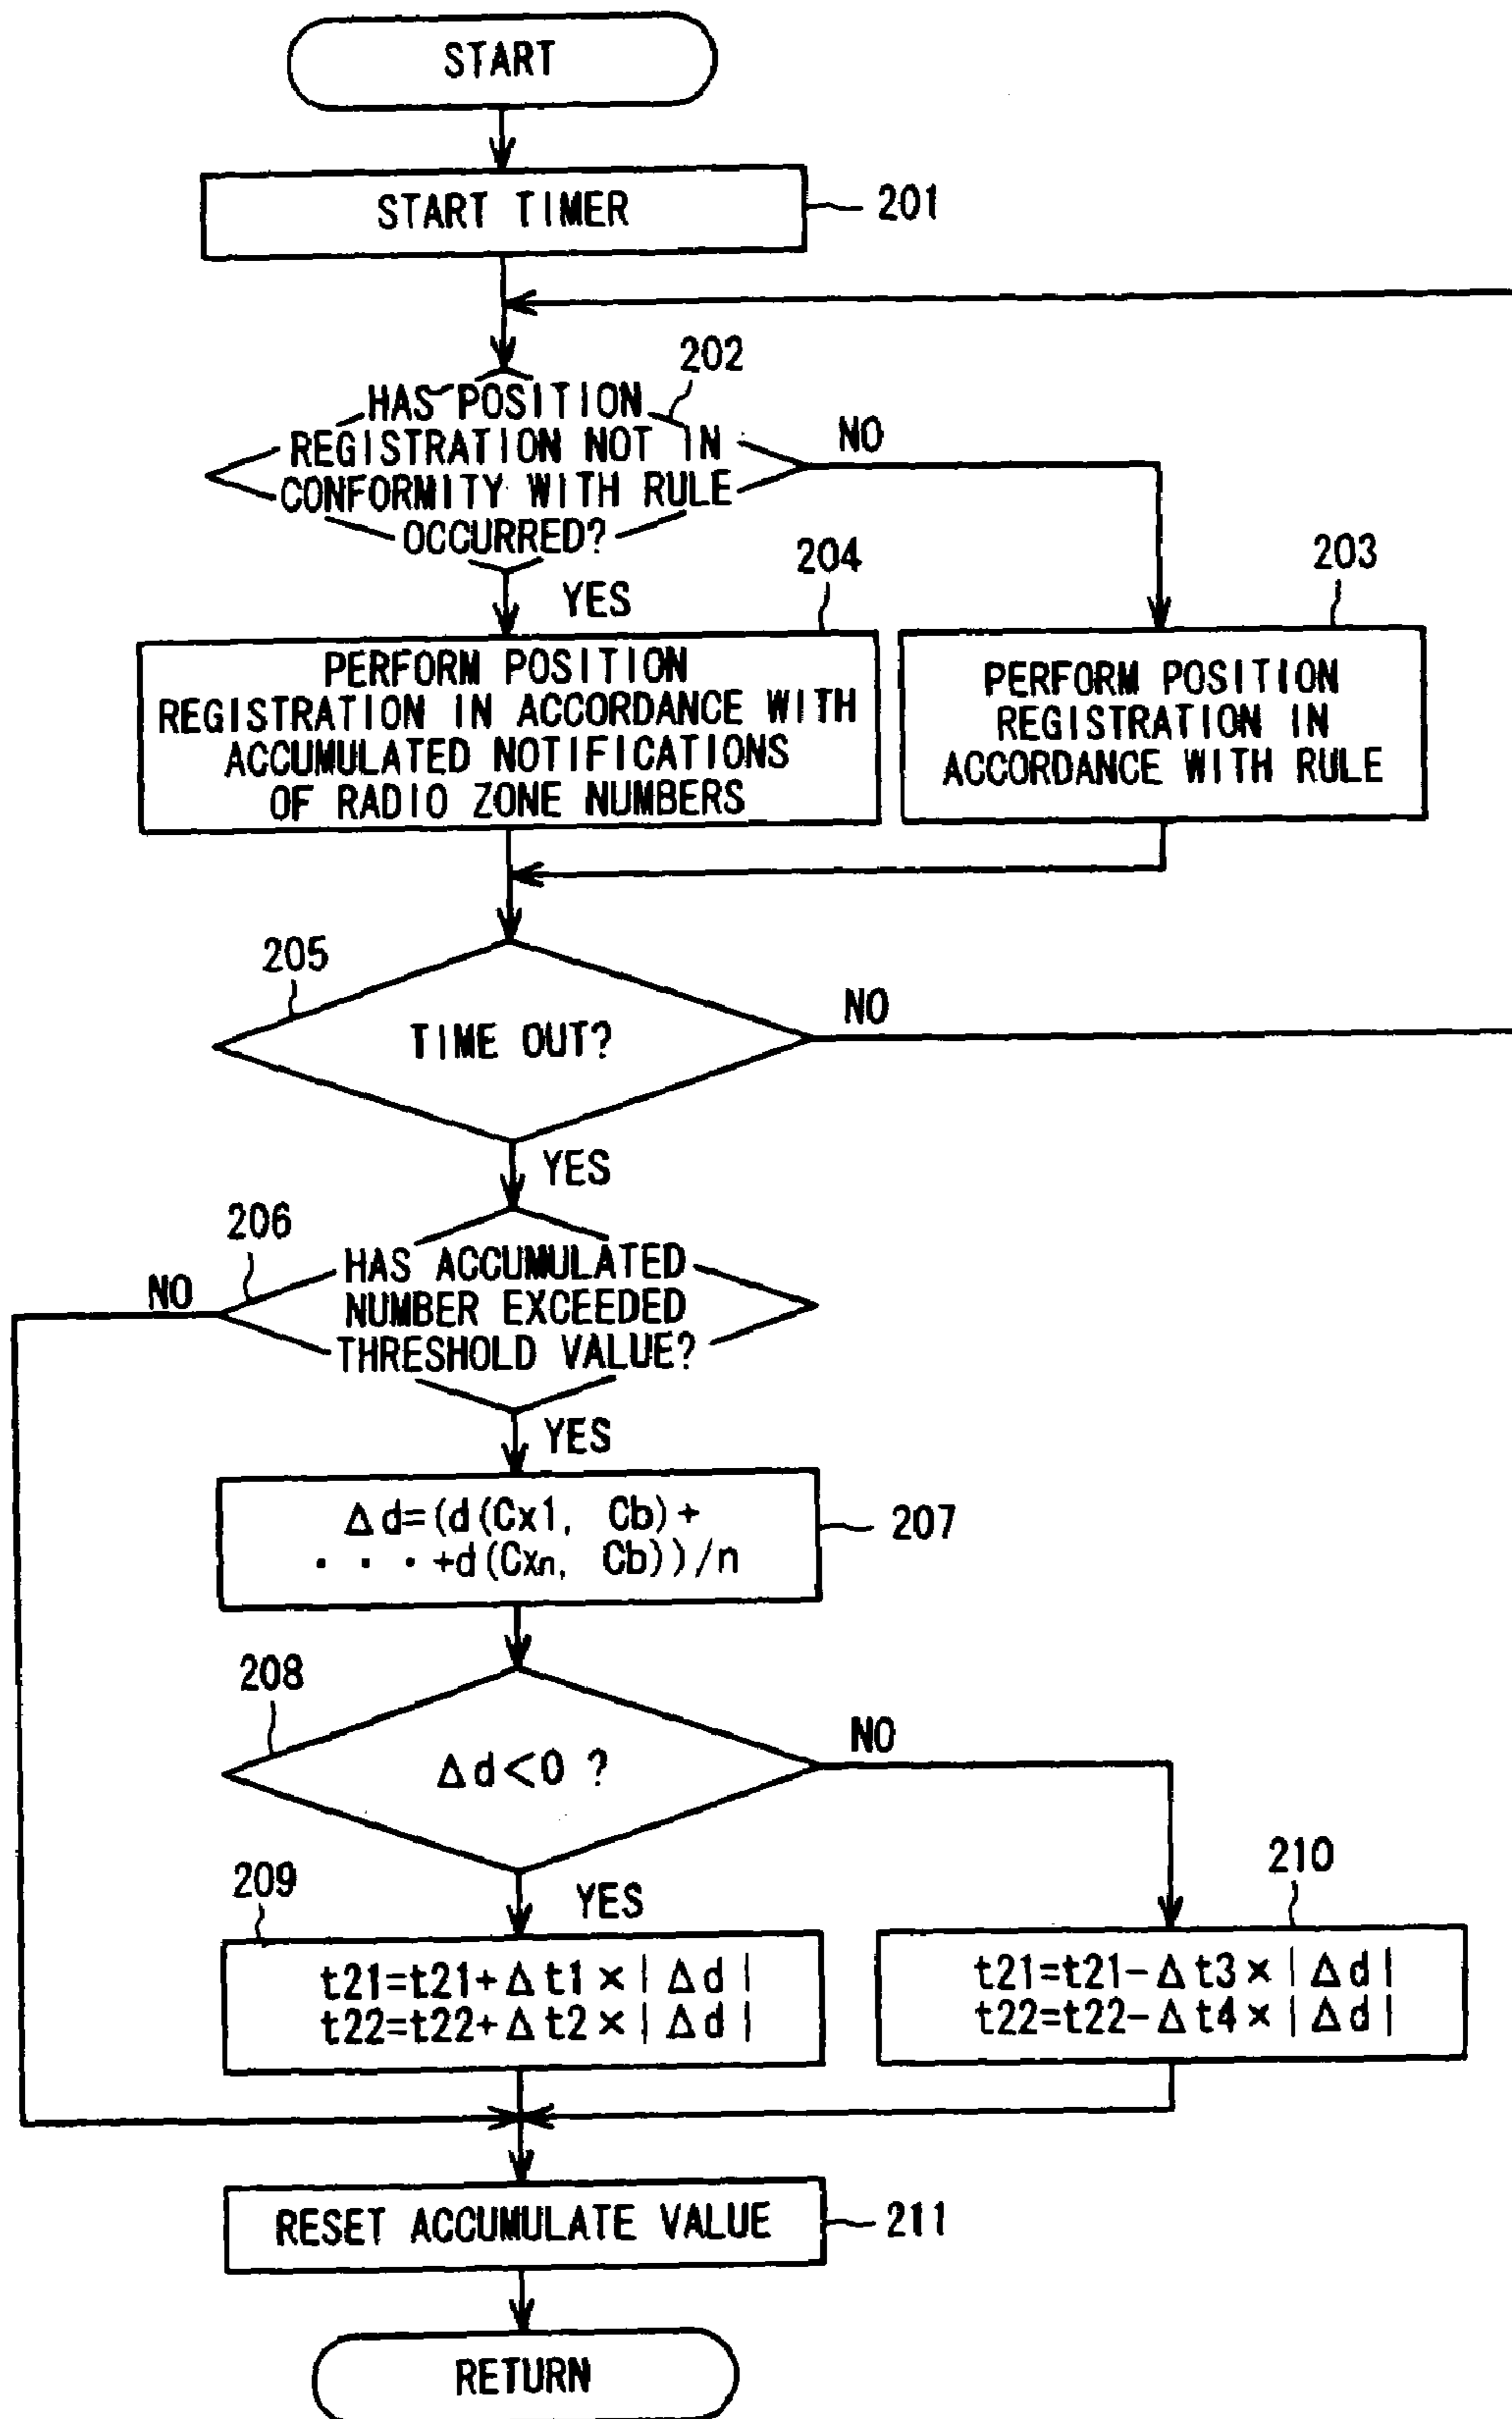 START
START TIMER
201
202
HAS POSITION
REGISTRATION NOT IN
CONFORMITY WITH RULE
OCCURRED?
NO
YES
204
203
PERFORM POSITION
REGISTRATION IN ACCORDANCE WITH
ACCUMULATED NOTIFICATIONS
OF RADIO ZONE NUMBERS
PERFORM POSITION
REGISTRATION IN
ACCORDANCE WITH RULE
205
TIME OUT?
NO
YES
206
NO
HAS ACCUMULATED
NUMBER EXCEEDED
THRESHOLD VALUE?
YES
Δd=(d(Cx1, Cb)+
· · · +d(Cxn, Cb))/n
207
208
Δd<0 ?
NO
YES
209
t21=t21+Δt1×|Δd|
t22=t22+Δt2×|Δd|
210
t21=t21-Δt3×|Δd|
t22=t22-Δt4×|Δd|
RESET ACCUMULATE VALUE
211
RETURN